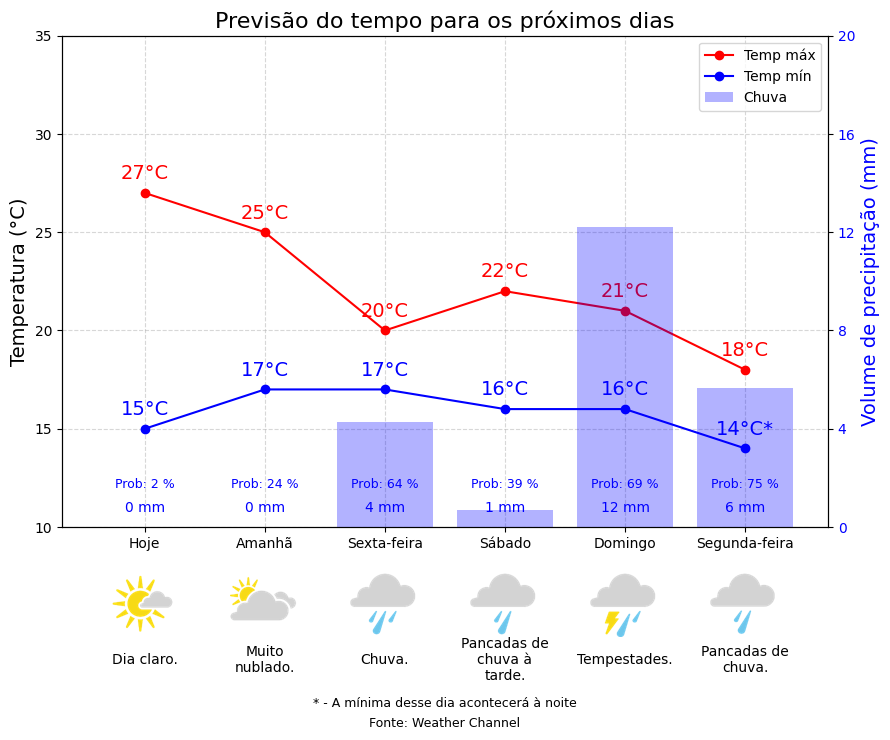 Previsão do tempo para os próximos dias
35
30
25
20
15
10
Temperatura (°C)
20
16
12
8
4
0
Volume de precipitação (mm)
Temp máx
Temp mín
Chuva
27°C
25°C
20°C
22°C
21°C
18°C
15°C
17°C
17°C
16°C
16°C
14°C*
Prob: 2 %
Prob: 24 %
Prob: 64 %
Prob: 39 %
Prob: 69 %
Prob: 75 %
0 mm
0 mm
4 mm
1 mm
12 mm
6 mm
Hoje
Amanhã
Sexta-feira
Sábado
Domingo
Segunda-feira
Dia claro.
Muito
nublado.
Chuva.
Pancadas de
chuva à
tarde.
Tempestades.
Pancadas de
chuva.
* - A mínima desse dia acontecerá à noite
Fonte: Weather Channel